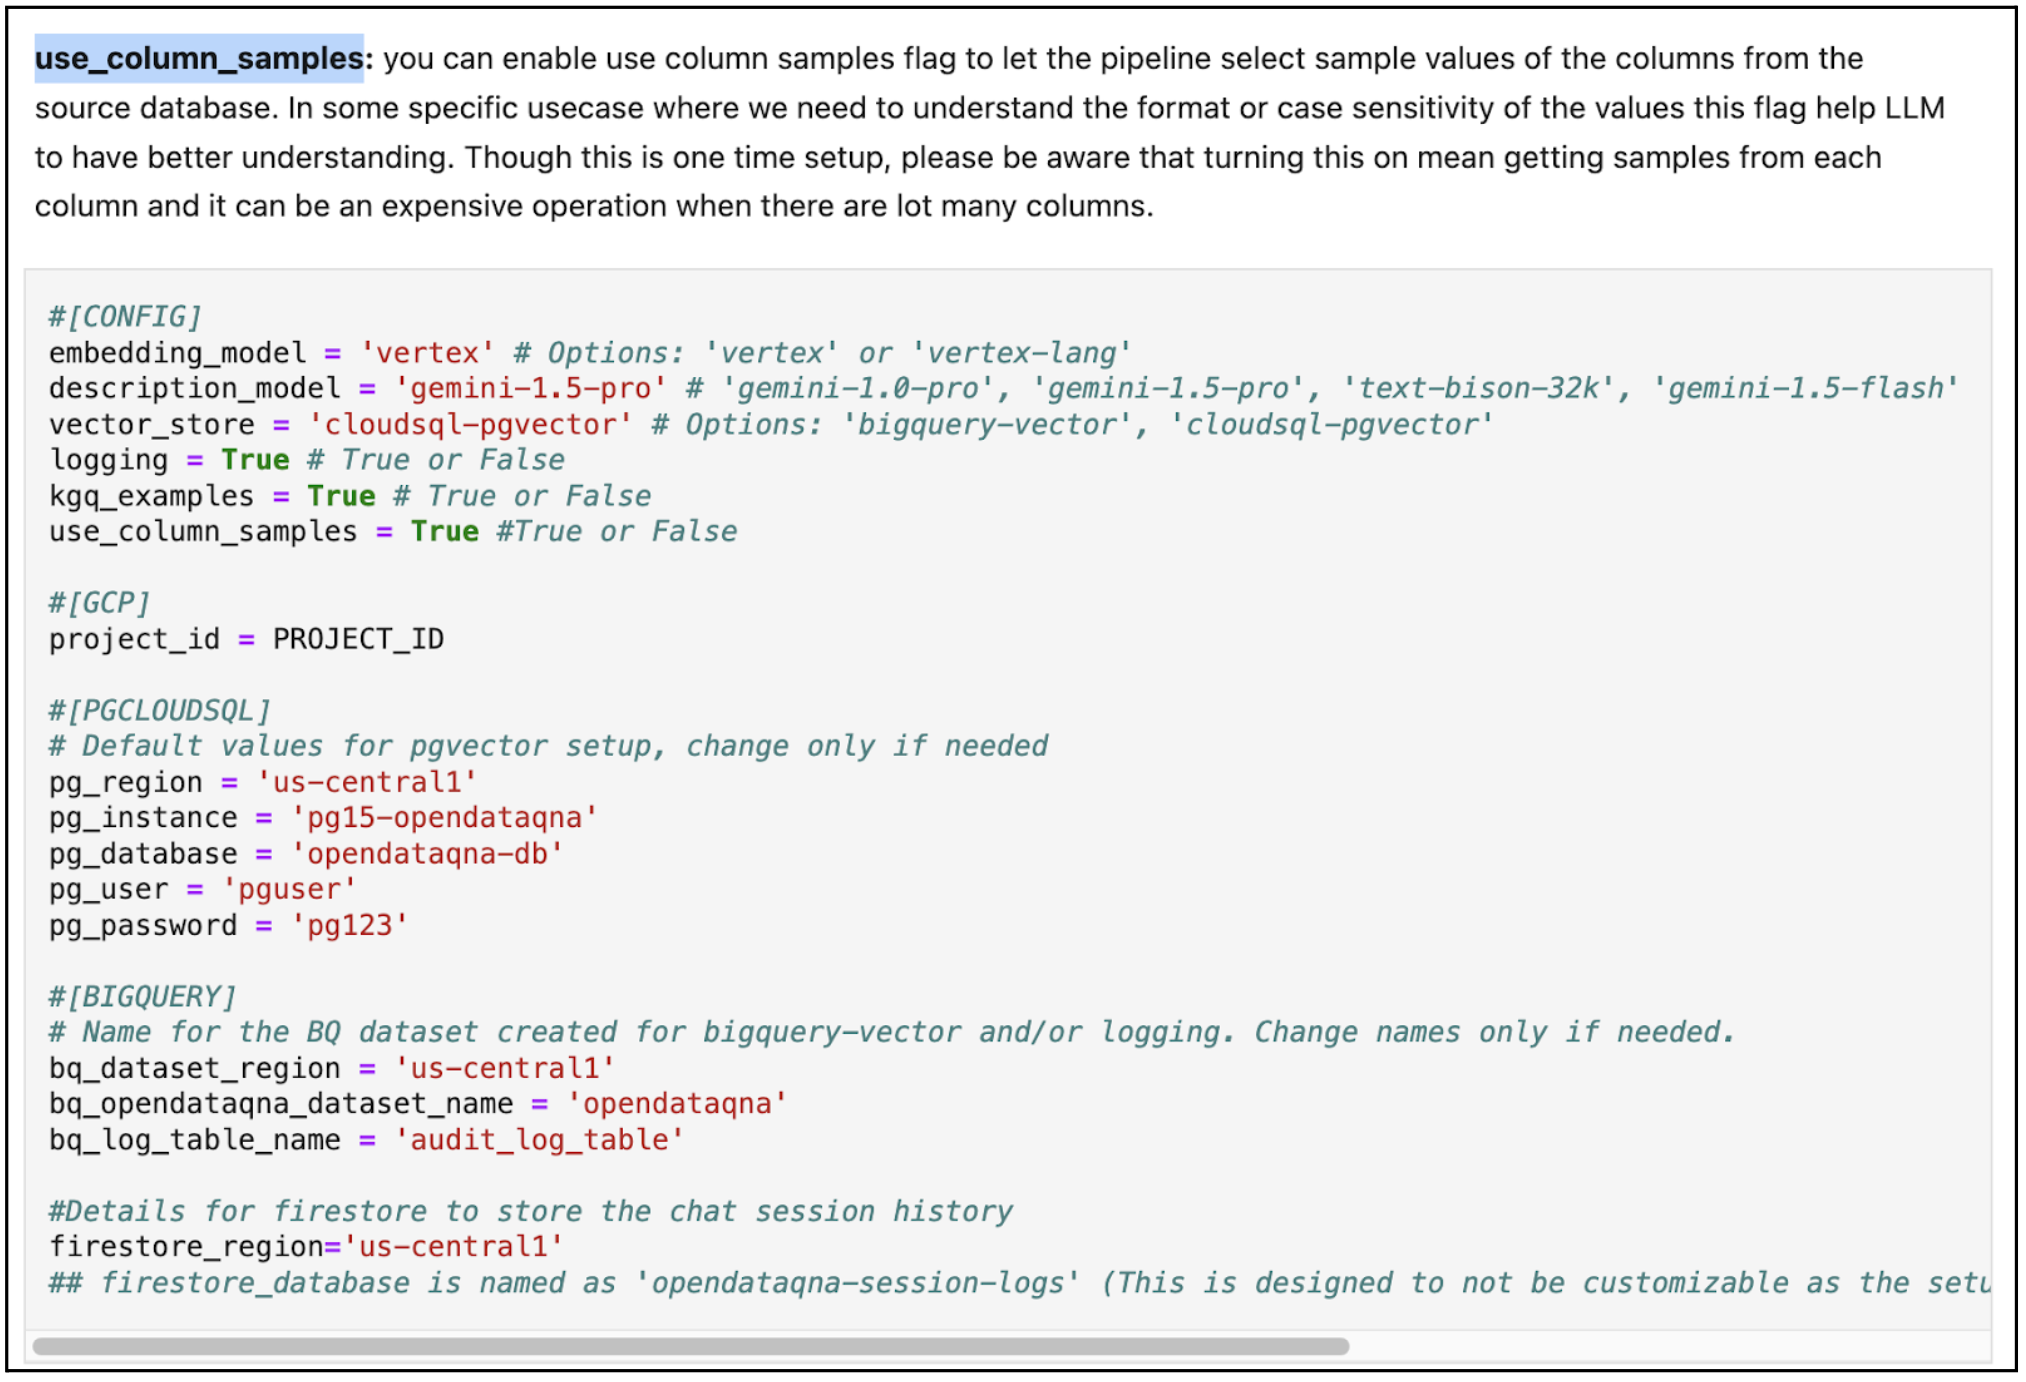 use_column_samples: you can enable use column samples flag to let the pipeline select sample values of the columns from the
source database. In some specific usecase where we need to understand the format or case sensitivity of the values this flag help LLM
to have better understanding. Though this is one time setup, please be aware that turning this on mean getting samples from each
column and it can be an expensive operation when there are lot many columns.
#[CONFIG]
embedding_model = 'vertex' # Options: 'vertex' or 'vertex-lang'
description_model = 'gemini-1.5-pro' # 'gemini-1.0-pro', 'gemini-1.5-pro', 'text-bison-32k', 'gemini-1.5-flash'
vector_store = 'cloudsql-pgvector' # Options: 'bigquery-vector', 'cloudsql-pgvector'
logging = True # True or False
kgq_examples = True # True or False
use_column_samples = True #True or False
#[GCP]
project_id = PROJECT_ID
#[PGCLOUDSQL]
# Default values for pgvector setup, change only if needed
pg_region = 'us-central1'
pg_instance = 'pg15-opendataqna'
pg_database = 'opendataqna-db'
pg_user = 'pguser'
pg_password = 'pg123'
#[BIGQUERY]
# Name for the BQ dataset created for bigquery-vector and/or logging. Change names only if needed.
bq_dataset_region = 'us-central1'
bq_opendataqna_dataset_name = 'opendataqna'
bq_log_table_name = 'audit_log_table'
#Details for firestore to store the chat session history
firestore_region='us-central1'
## firestore_database is named as 'opendataqna-session-logs' (This is designed to not be customizable as the setu